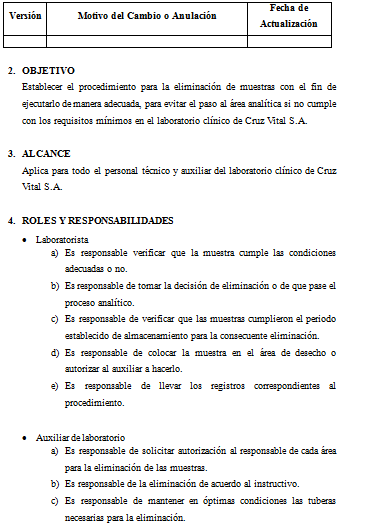 Versión Motivo del Cambio o Anulación Fecha de
Actualización
2. OBJETIVO
Establecer el procedimiento para la eliminación de muestras con el fin de
ejecutarlo de manera adecuada, para evitar el paso al área analítica si no cumple
con los requisitos mínimos en el laboratorio clínico de Cruz Vital S.A.
3. ALCANCE
Aplica para todo el personal técnico y auxiliar del laboratorio clínico de Cruz
Vital S.A.
4. ROLES Y RESPONSABILIDADES
• Laboratorista
a) Es responsable verificar que la muestra cumple las condiciones
adecuadas o no.
b) Es responsable de tomar la decisión de eliminación o de que pase el
proceso analítico.
c) Es responsable de verificar que las muestras cumplieron el periodo
establecido de almacenamiento para la consecuente eliminación.
d) Es responsable de colocar la muestra en el área de desecho o
autorizar al auxiliar a hacerlo.
e) Es responsable de llevar los registros correspondientes al
procedimiento.
• Auxiliar de laboratorio
a) Es responsable de solicitar autorización al responsable de cada área
para la eliminación de las muestras.
b) Es responsable de la eliminación de acuerdo al instructivo.
c) Es responsable de mantener en óptimas condiciones las tuberas
necesarias para la eliminación.